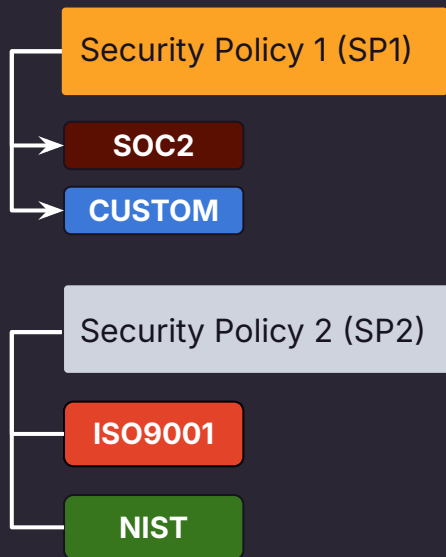 Security Policy 1 (SP1)
SOC2
CUSTOM
Security Policy 2 (SP2)
ISO9001
NIST